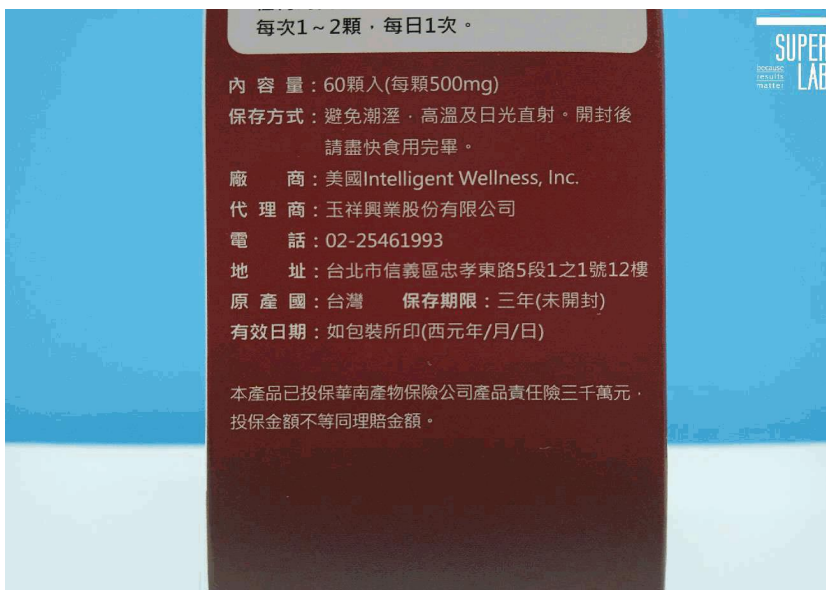 每次1~2顆,每日1次。
SUPER
because
results
matter
LAB
內容量:60顆入(每顆500mg)
保存方式:避免潮溼,高溫及日光直射。開封後
請盡快食用完畢。
廠商:美國Intelligent Wellness, Inc.
代理商:玉祥興業股份有限公司
電話:02-25461993
地址:台北市信義區忠孝東路5段1之1號12樓
原產國:台灣 保存期限:三年(未開封)
有效日期:如包裝所印(西元年/月/日)
本產品已投保華南產物保險公司產品責任險三千萬元,
投保金額不等同理賠金額。